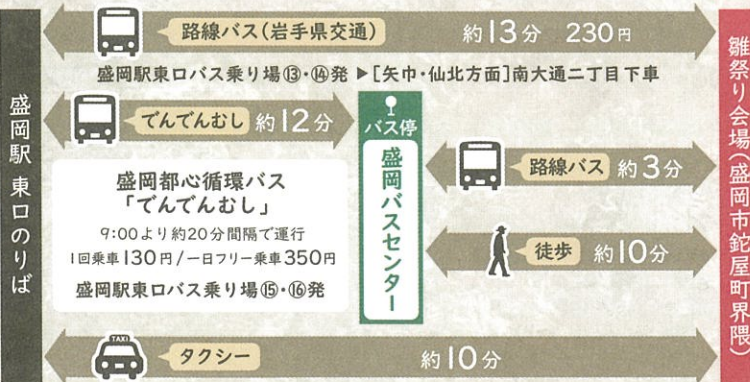 盛岡駅 東口のりば
路線バス(岩手県交通) 約13分 230円
盛岡駅東口バス乗り場⑬・⑭発 ▶[矢巾・仙北方面]南大通二丁目下車
でんでんむし 約12分
盛岡都心循環バス
「でんでんむし」
9:00より約20分間隔で運行
1回乗車130円/一日フリー乗車350円
盛岡駅東口バス乗り場⑮・⑯発
バス停
盛岡バスセンター
路線バス 約3分
徒歩 約10分
TAXI
タクシー 約10分
雛祭り会場(盛岡市鉈屋町界隈)